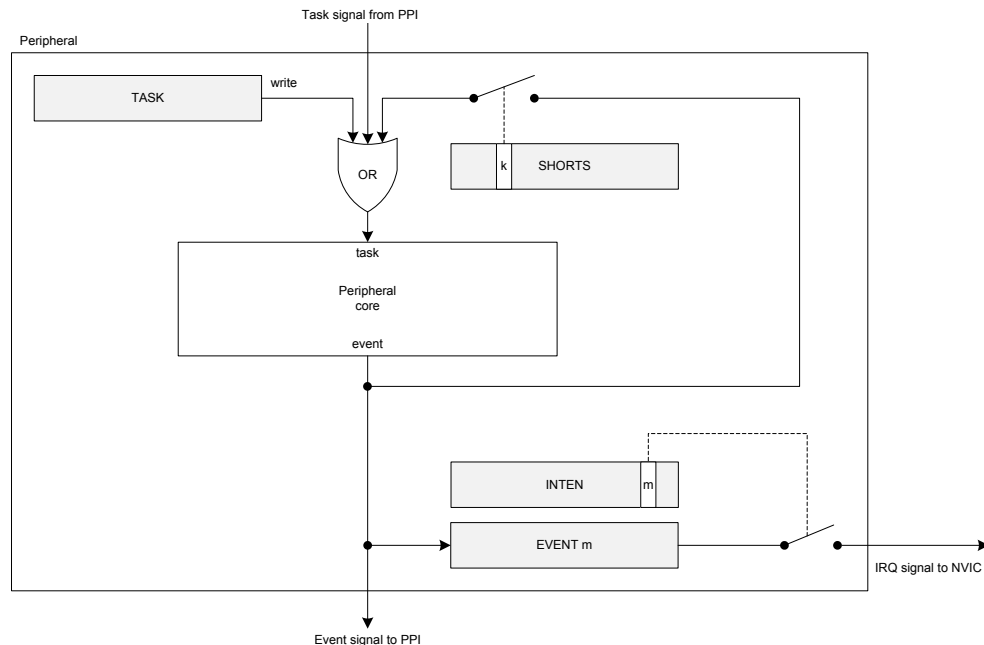 Task signal from PPI
Peripheral
write
TASK
OR
k
SHORTS
task
Peripheral
core
event
INTEN
m
EVENT m
IRQ signal to NVIC
Event signal to PPI